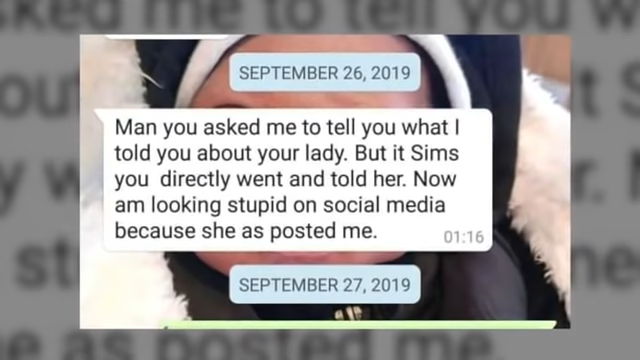 SEPTEMBER 26, 2019
Man you asked me to tell you what I
told you about your lady. But it Sims
you directly went and told her. Now
am looking stupid on social media
because she as posted me.
01:16
SEPTEMBER 27, 2019